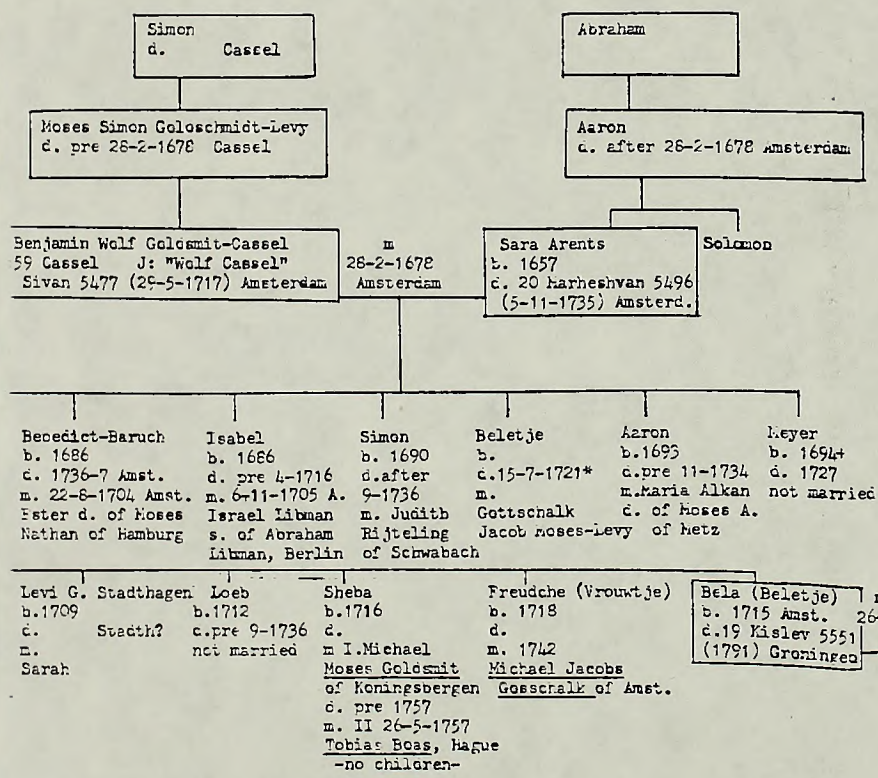 Simon
d. Cassel
Abraham
Moses Simon Goloschmidt-Levy
d. pre 28-2-1678 Cassel
Aaron
d. after 28-2-1678 Amsterdam
Benjamin Wolf Goldsmit-Cassel
59 Cassel J: "Wolf Cassel"
Sivan 5477 (29-5-1717) Amsterdam
m
28-2-1678
Amsterdam
Sara Arents
b. 1657
d. 20 Marheshvan 5496
(5-11-1735) Amsterd.
Solomon
Benedict-Baruch
b. 1686
d. 1736-7 Amst.
m. 22-8-1704 Amst.
Ester d. of Moses
Nathan of Hamburg
Isabel
b. 1686
d. pre 4-1716
m. 6-11-1705 A.
Israel Libman
s. of Abraham
Libman, Berlin
Simon
b. 1690
d.after
9-1736
m. Judith
Rijteling
of Schwabach
Beletje
b.
d.15-7-1721*
m.
Gottschalk
Jacob Moses-Levy
Aaron
b.1693
d.pre 11-1734
m.Maria Alkan
d. of Moses A.
of Metz
Meyer
b. 1694+
d. 1727
not married
Levi G. Stadthagen
b.1709
d. Stadth?
m.
Sarah
Loeb
b.1712
d.pre 9-1736
not married
Sheba
b.1716
d.
m I.Michael
Moses Goldsmit
of Koningsbergen
d. pre 1757
m. II 26-5-1757
Tobias Boas, Hague
-no children-
Freudche (Vrouwtje)
b. 1718
d.
m. 1742
Michael Jacobs
Gosschalk of Amst.
Bela (Beletje)
b. 1715 Amst.
d.19 Kislev 5551
(1791) Groningen
26-